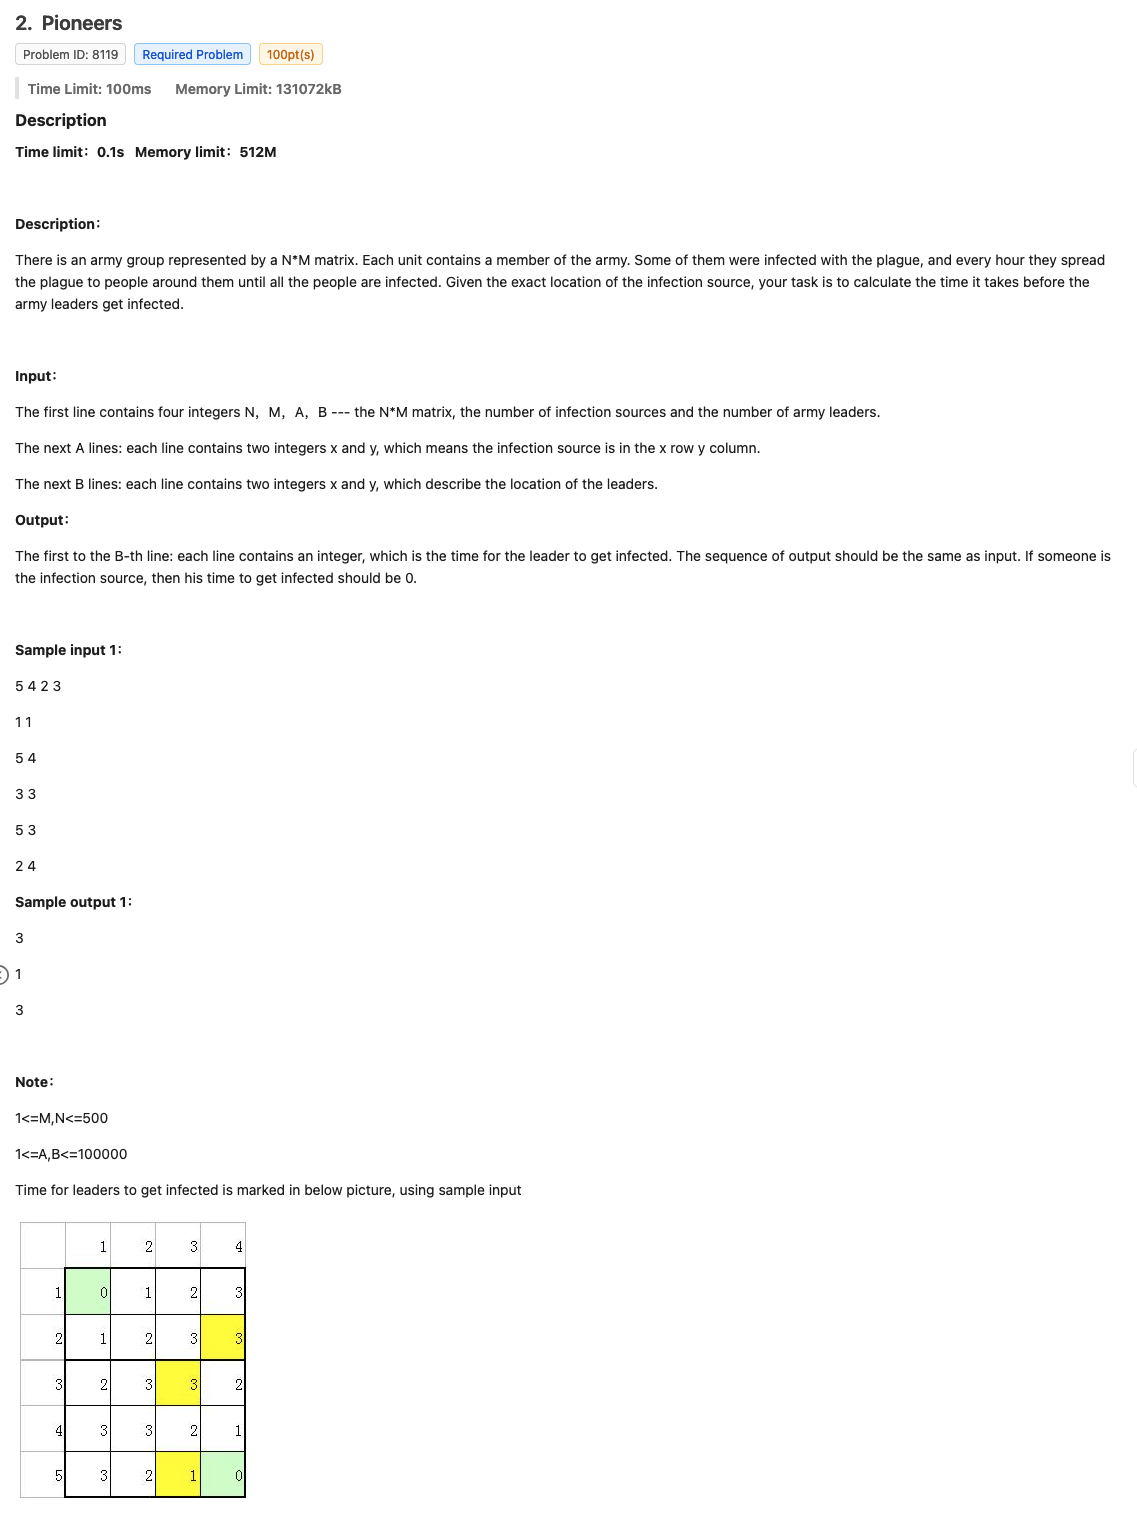 2. Pioneers
Problem ID: 8119 Required Problem 100pt(s)
Time Limit: 100ms Memory Limit: 131072kB
Description
Time limit：0.1s Memory limit：512M
Description：
There is an army group represented by a N*M matrix. Each unit contains a member of the army. Some of them were infected with the plague, and every hour they spread
the plague to people around them until all the people are infected. Given the exact location of the infection source, your task is to calculate the time it takes before the
army leaders get infected.
Input：
The first line contains four integers N，M，A，B --- the N*M matrix, the number of infection sources and the number of army leaders.
The next A lines: each line contains two integers x and y, which means the infection source is in the x row y column.
The next B lines: each line contains two integers x and y, which describe the location of the leaders.
Output：
The first to the B-th line: each line contains an integer, which is the time for the leader to get infected. The sequence of output should be the same as input. If someone is
the infection source, then his time to get infected should be 0.
Sample input 1：
5 4 2 3
1 1
5 4
3 3
5 3
2 4
Sample output 1：
3
1
3
Note：
1<=M,N<=500
1<=A,B<=100000
Time for leaders to get infected is marked in below picture, using sample input
1 2 3 4
1 0 1 2 3
2 1 2 3 3
3 2 3 3 2
4 3 3 2 1
5 3 2 1 0